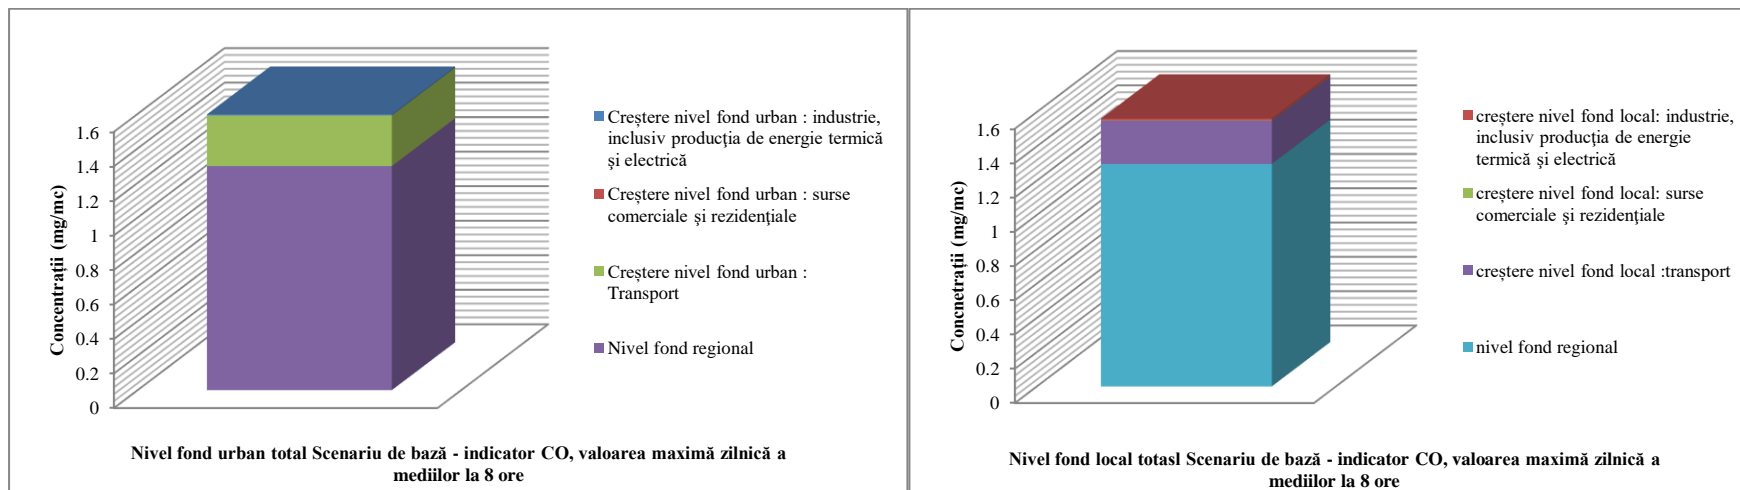 Concentrații (mg/mc)
1.6
1.4
1.2
1
0.8
0.6
0.4
0.2
0
Creștere nivel fond urban : industrie,
inclusiv producția de energie termică
și electrică
Creștere nivel fond urban : surse
comerciale și rezidențiale
Creștere nivel fond urban :
Transport
Nivel fond regional
Nivel fond urban total Scenariu de bază - indicator CO, valoarea maximă zilnică a
mediilor la 8 ore
Concnetrații (mg/mc)
1.6
1.4
1.2
1
0.8
0.6
0.4
0.2
0
creștere nivel fond local: industrie,
inclusiv producția de energie
termică și electrică
creștere nivel fond local: surse
comerciale și rezidențiale
creștere nivel fond local :transport
nivel fond regional
Nivel fond local totasl Scenariu de bază - indicator CO, valoarea maximă zilnică a
mediilor la 8 ore